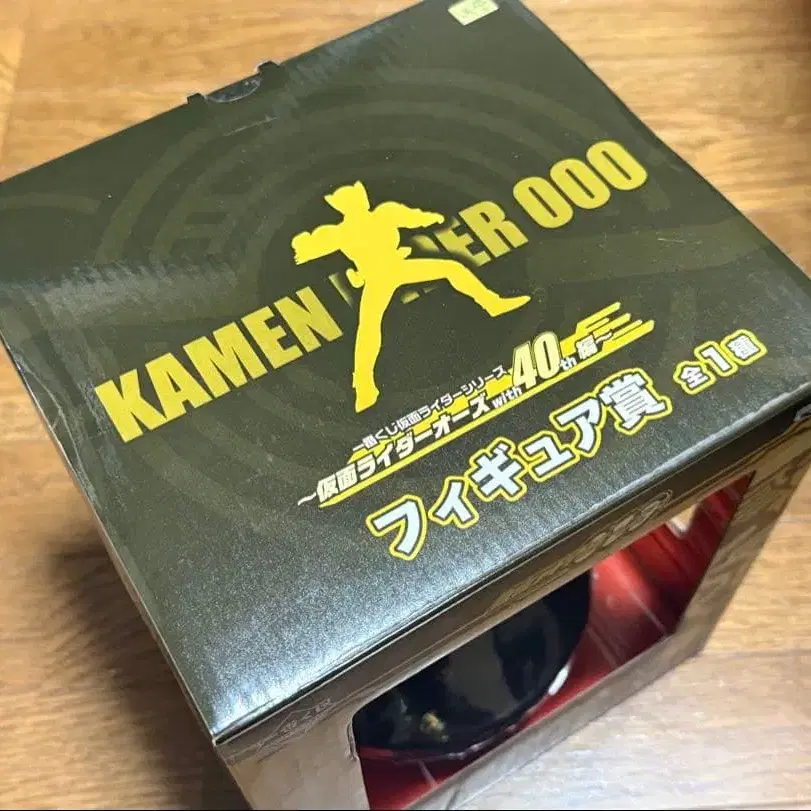 KAMEN RIDER OOO
一番くじ仮面ライダーシリーズ
～仮面ライダーオーズ with 40th 編～
フィギュア賞 全1種